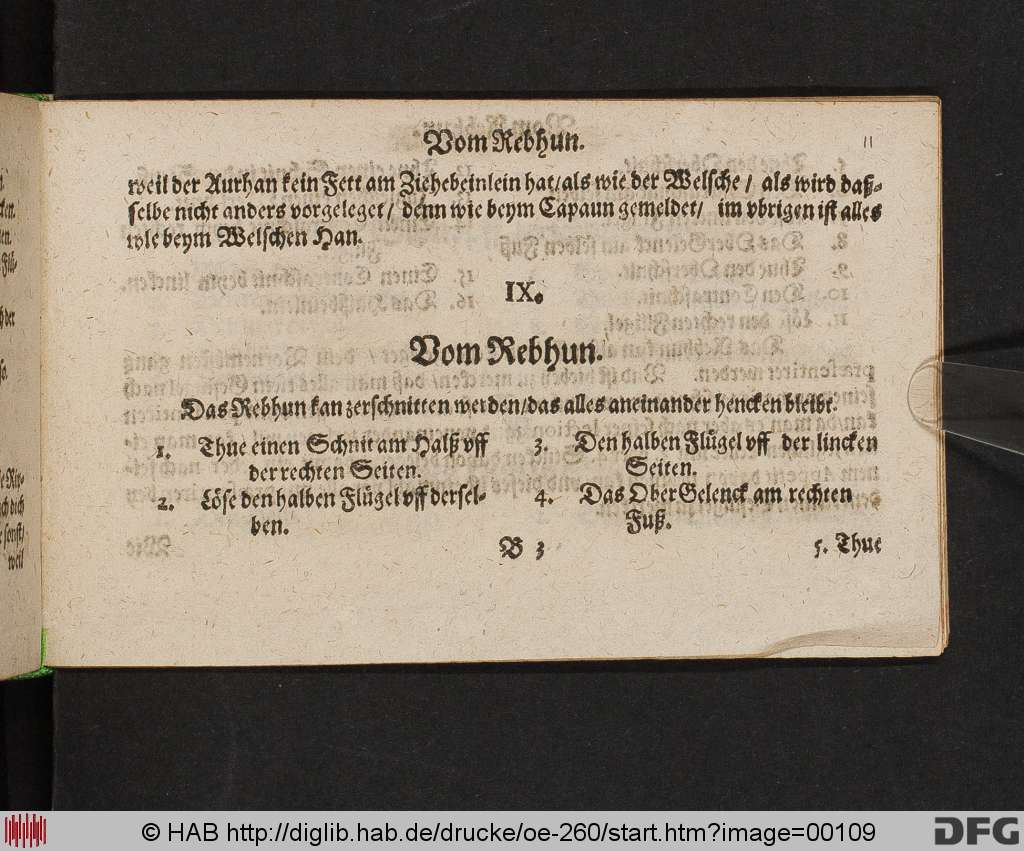 Vom Rebhun.
11
weil der Aurhan kein Fett am Ziehebeinlein hat/als wie der Welsche/ als wird daß-
selbe nicht anders vorgeleget/ denn wie beym Capaun gemeldet/ im vbrigen ist alles
wie beym Welschen Han.
IX.
Vom Rebhun.
Das Rebhun kan zerschnitten werden/das alles aneinander hencken bleibt.
1. Thue einen Schnit am Halß vff
der rechten Seiten.
2. Löse den halben Flügel vff dersel-
ben.
3. Den halben Flügel vff der lincken
Seiten.
4. Das OberGelenck am rechten
Fuß.
B 3
5. Thue
weil
© HAB http://diglib.hab.de/drucke/oe-260/start.htm?image=00109
DFG